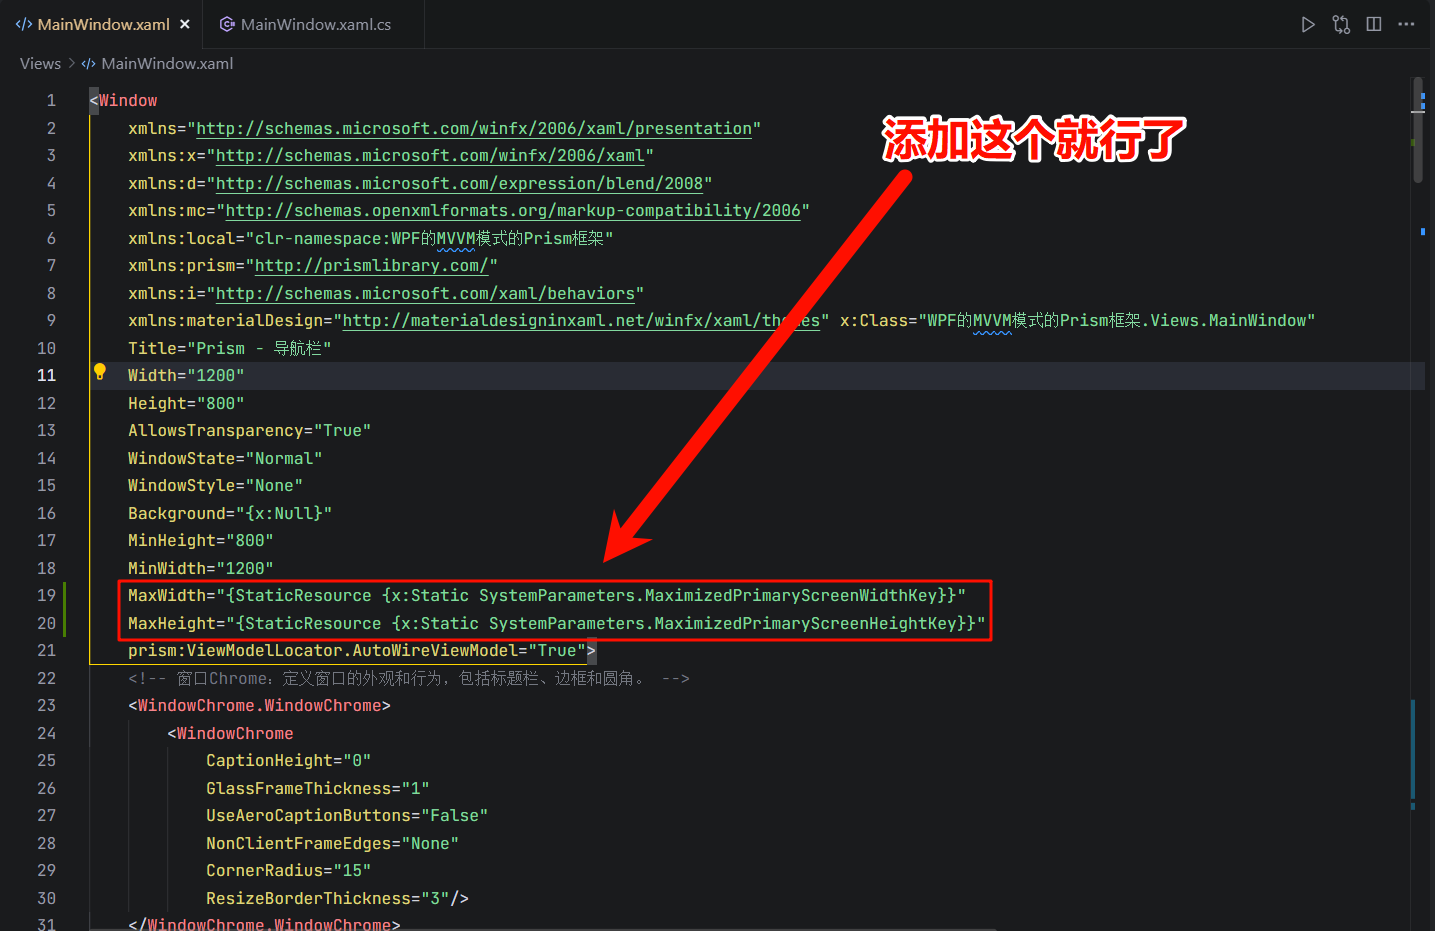 MainWindow.xaml
MainWindow.xaml.cs
Views > MainWindow.xaml
添加这个就行了
1 <Window
2 xmlns="http://schemas.microsoft.com/winfx/2006/xaml/presentation"
3 xmlns:x="http://schemas.microsoft.com/winfx/2006/xaml"
4 xmlns:d="http://schemas.microsoft.com/expression/blend/2008"
5 xmlns:mc="http://schemas.openxmlformats.org/markup-compatibility/2006"
6 xmlns:local="clr-namespace:WPF的MVVM模式的Prism框架"
7 xmlns:prism="http://prismlibrary.com/"
8 xmlns:i="http://schemas.microsoft.com/xaml/behaviors"
9 xmlns:materialDesign="http://materialdesigninxaml.net/winfx/xaml/themes" x:Class="WPF的MVVM模式的Prism框架.Views.MainWindow"
10 Title="Prism - 导航栏"
11 Width="1200"
12 Height="800"
13 AllowsTransparency="True"
14 WindowState="Normal"
15 WindowStyle="None"
16 Background="{x:Null}"
17 MinHeight="800"
18 MinWidth="1200"
19 MaxWidth="{StaticResource {x:Static SystemParameters.MaximizedPrimaryScreenWidthKey}}"
20 MaxHeight="{StaticResource {x:Static SystemParameters.MaximizedPrimaryScreenHeightKey}}"
21 prism:ViewModelLocator.AutoWireViewModel="True">
22 <!-- 窗口Chrome：定义窗口的外观和行为，包括标题栏、边框和圆角。 -->
23 <WindowChrome.WindowChrome>
24 <WindowChrome
25 CaptionHeight="0"
26 GlassFrameThickness="1"
27 UseAeroCaptionButtons="False"
28 NonClientFrameEdges="None"
29 CornerRadius="15"
30 ResizeBorderThickness="3"/>
31 </WindowChrome.WindowChrome>